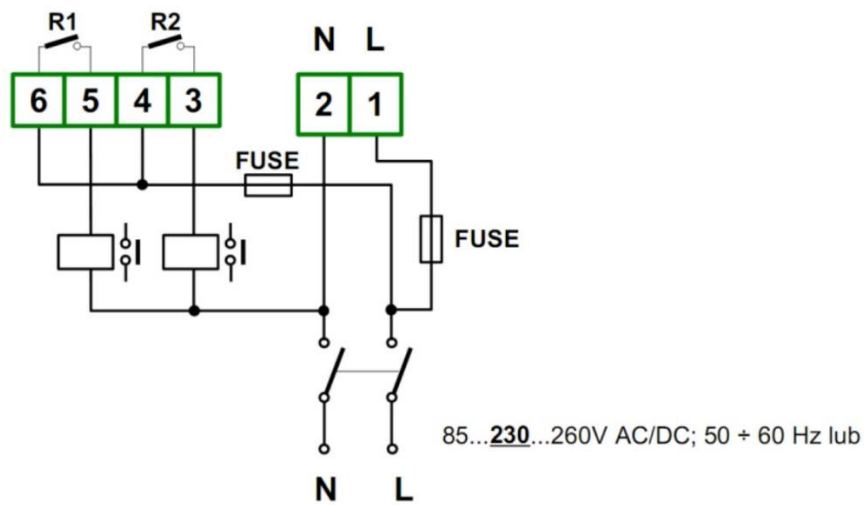 R1 R2
N L
6 5 4 3 2 1
FUSE
FUSE
85...230...260V AC/DC; 50 ÷ 60 Hz lub
N L